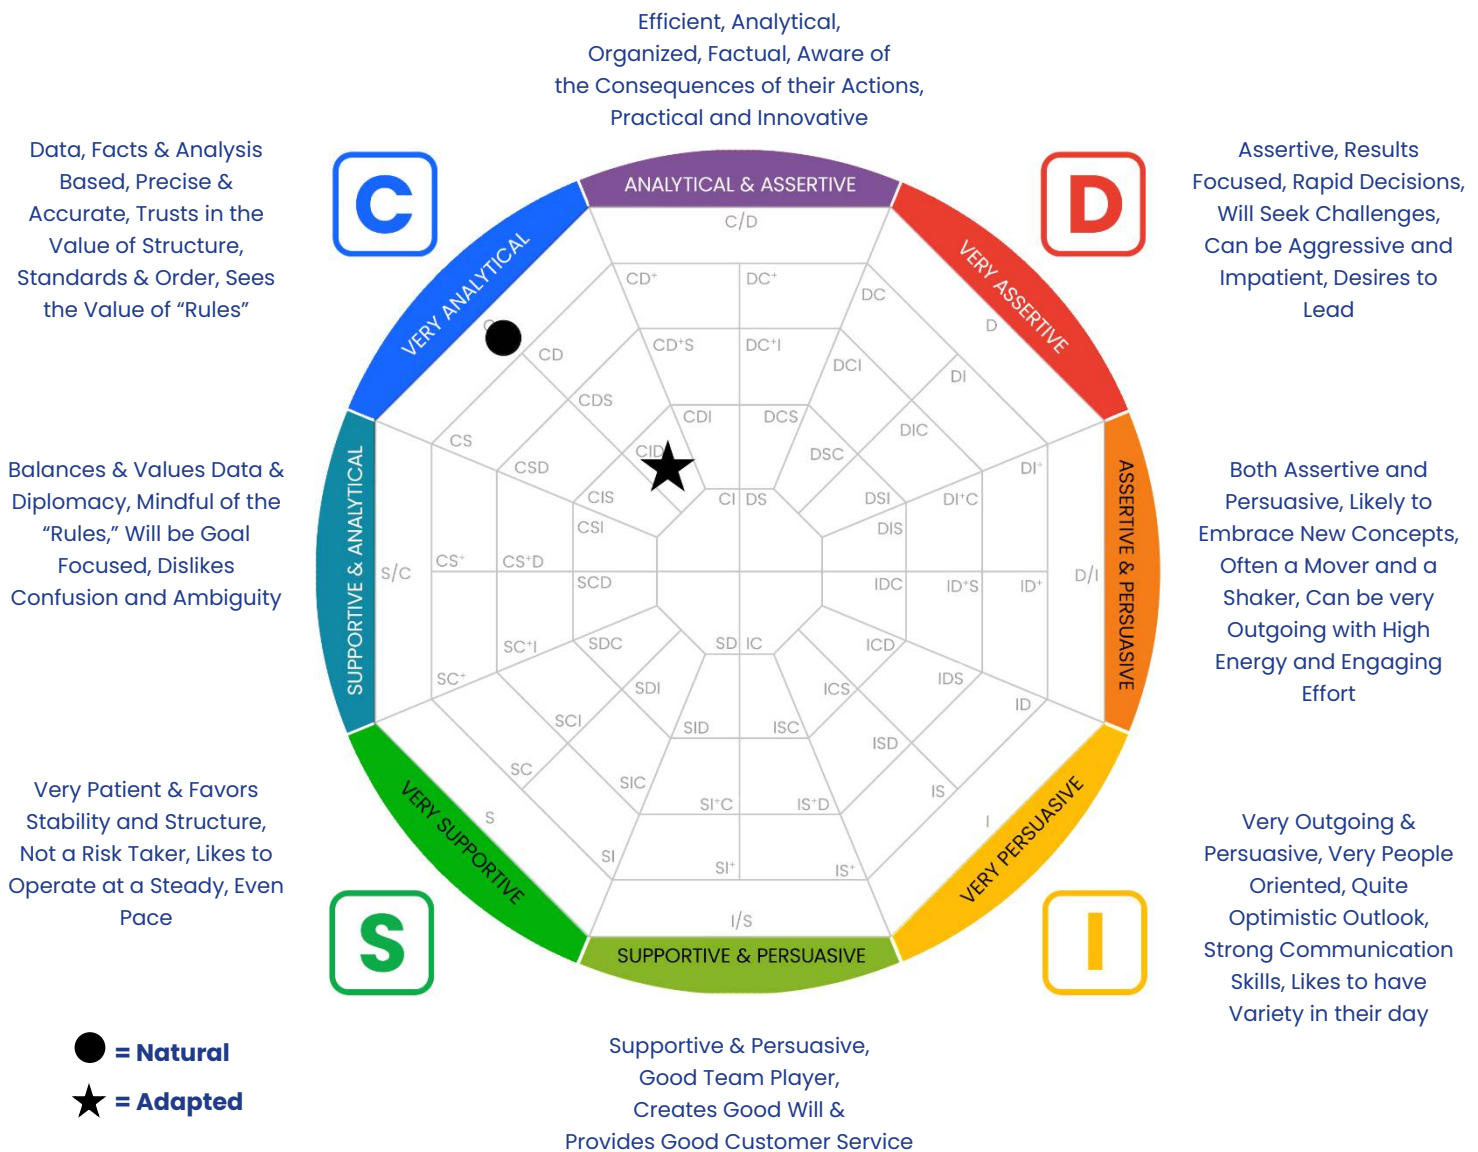 Efficient, Analytical,
Organized, Factual, Aware of
the Consequences of their Actions,
Practical and Innovative
Data, Facts & Analysis
Based, Precise &
Accurate, Trusts in the
Value of Structure,
Standards & Order, Sees
the Value of “Rules”
C
D
Assertive, Results
Focused, Rapid Decisions,
Will Seek Challenges,
Can be Aggressive and
Impatient, Desires to
Lead
ANALYTICAL & ASSERTIVE
VERY ANALYTICAL
VERY ASSERTIVE
C/D
CD⁺
DC⁺
DC
D
CD
CD⁺S
DC⁺I
DCI
DI
CDS
CDI
DCS
DIC
CS
CSD
CID
DSC
DI⁺
CIS
CI
DS
DSI
DI⁺C
CSI
DIS
S/C
CS⁺
CS⁺D
SCD
IDC
ID⁺S
ID⁺
D/I
SC⁺I
SDC
SD
IC
ICD
SC⁺
SDI
ICS
IDS
ID
SCI
SID
ISC
ISD
SC
SIC
SI⁺C
IS⁺D
IS
S
I
SI
SI⁺
IS⁺
I/S
SUPPORTIVE & ANALYTICAL
ASSERTIVE & PERSUASIVE
Balances & Values Data &
Diplomacy, Mindful of the
“Rules,” Will be Goal
Focused, Dislikes
Confusion and Ambiguity
Both Assertive and
Persuasive, Likely to
Embrace New Concepts,
Often a Mover and a
Shaker, Can be very
Outgoing with High
Energy and Engaging
Effort
Very Patient & Favors
Stability and Structure,
Not a Risk Taker, Likes to
Operate at a Steady, Even
Pace
VERY SUPPORTIVE
VERY PERSUASIVE
SUPPORTIVE & PERSUASIVE
S
I
Very Outgoing &
Persuasive, Very People
Oriented, Quite
Optimistic Outlook,
Strong Communication
Skills, Likes to have
Variety in their day
= Natural
= Adapted
Supportive & Persuasive,
Good Team Player,
Creates Good Will &
Provides Good Customer Service